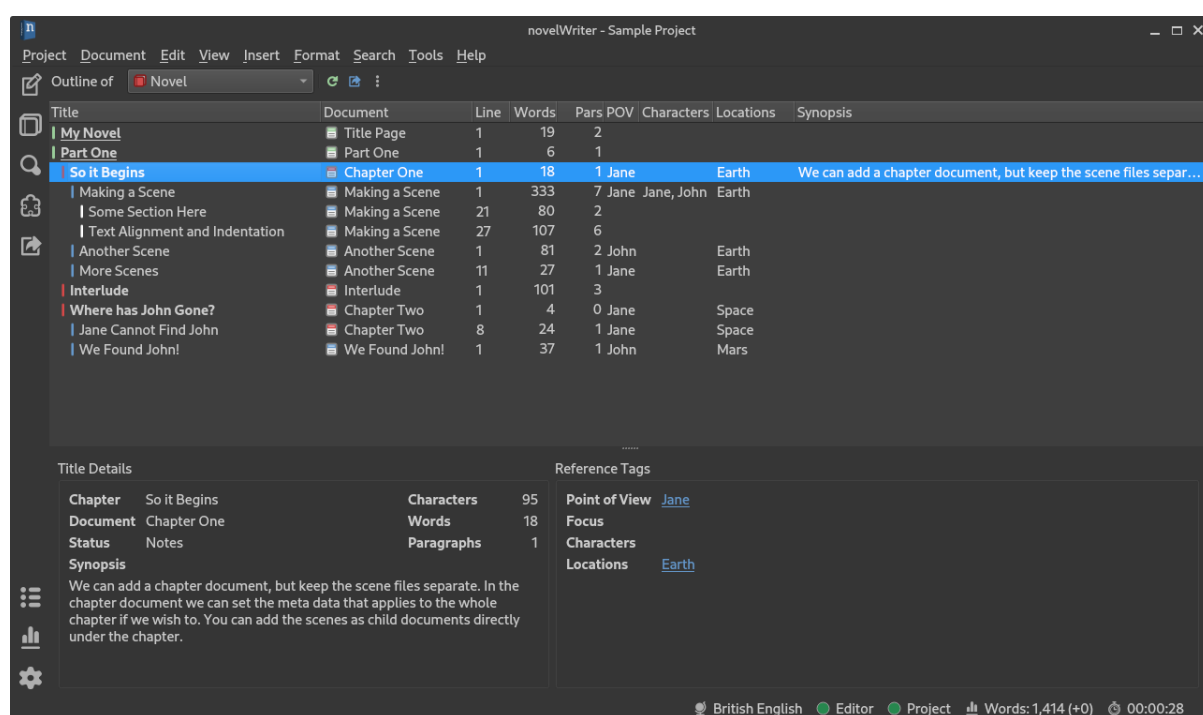 novelWriter - Sample Project
Project Document Edit View Insert Format Search Tools Help
Outline of Novel
Title Document Line Words Pars POV Characters Locations Synopsis
My Novel Title Page 1 19 2
Part One Part One 1 6 1
So it Begins Chapter One 1 18 1 Jane Earth We can add a chapter document, but keep the scene files separ...
Making a Scene Making a Scene 1 333 7 Jane Jane, John Earth
Some Section Here Making a Scene 21 80 2
Text Alignment and Indentation Making a Scene 27 107 6
Another Scene Another Scene 1 81 2 John Earth
More Scenes Another Scene 11 27 1 Jane Earth
Interlude Interlude 1 101 3
Where has John Gone? Chapter Two 1 4 0 Jane Space
Jane Cannot Find John Chapter Two 8 24 1 Jane Space
We Found John! We Found John! 1 37 1 John Mars
Title Details
Chapter So it Begins Characters 95
Document Chapter One Words 18
Status Notes Paragraphs 1
Synopsis
We can add a chapter document, but keep the scene files separate. In the
chapter document we can set the meta data that applies to the whole
chapter if we wish to. You can add the scenes as child documents directly
under the chapter.
Reference Tags
Point of View Jane
Focus
Characters
Locations Earth
British English Editor Project Words: 1,414 (+0) 00:00:28